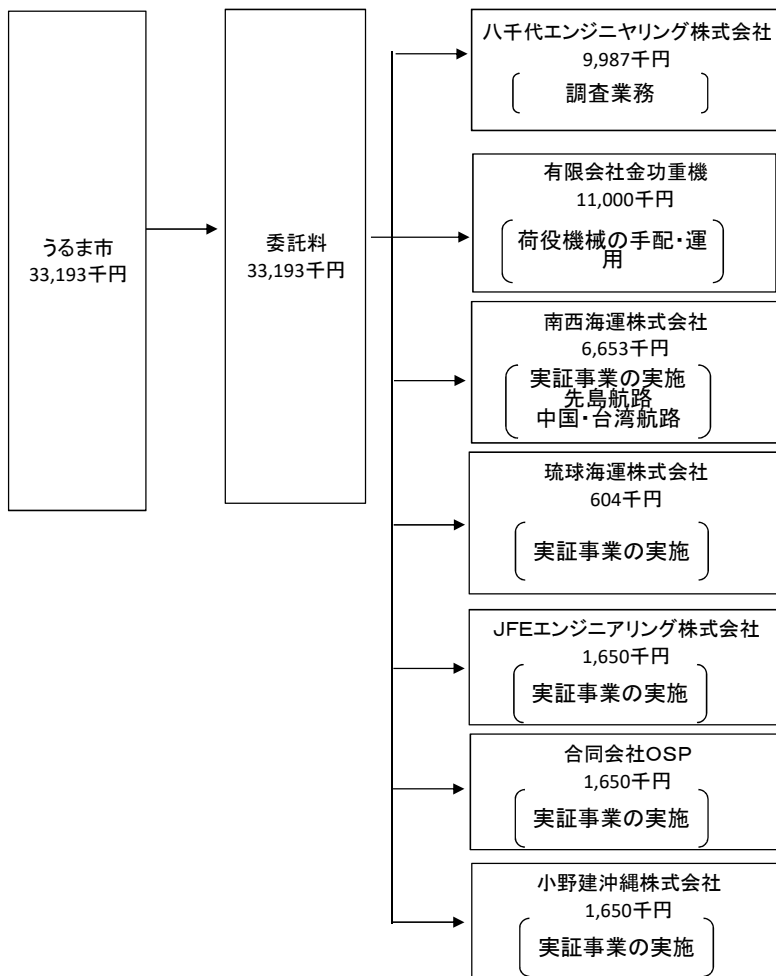 うるま市
33,193千円
委託料
33,193千円
八千代エンジニヤリング株式会社
9,987千円
調査業務
有限会社金功重機
11,000千円
荷役機械の手配・運
用
南西海運株式会社
6,653千円
実証事業の実施
先島航路
中国・台湾航路
琉球海運株式会社
604千円
実証事業の実施
JFEエンジニアリング株式会社
1,650千円
実証事業の実施
合同会社OSP
1,650千円
実証事業の実施
小野建沖縄株式会社
1,650千円
実証事業の実施